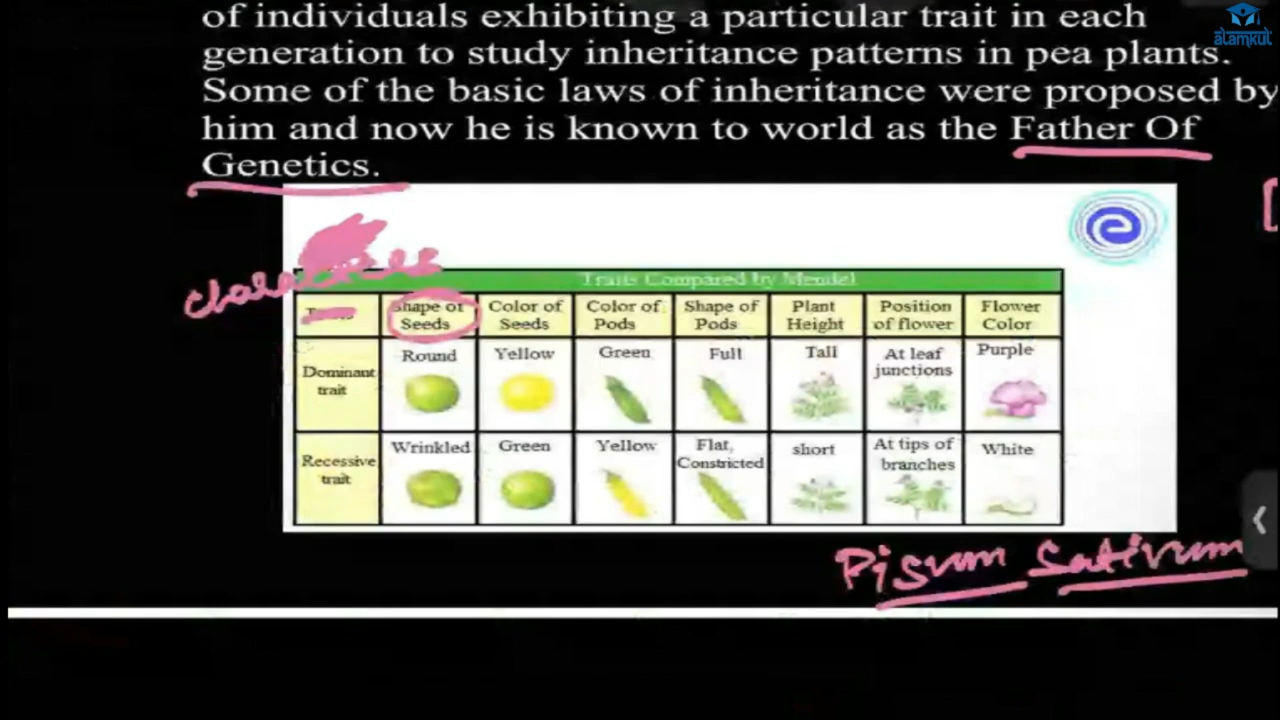 of individuals exhibiting a particular trait in each
generation to study inheritance patterns in pea plants.
Some of the basic laws of inheritance were proposed by
him and now he is known to world as the Father Of
Genetics.
alamkul
characters
Traits Compared by Mendel
Shape of Seeds
Color of Seeds
Color of Pods
Shape of Pods
Plant Height
Position of flower
Flower Color
Dominant trait
Round
Yellow
Green
Full
Tall
At leaf junctions
Purple
Recessive trait
Wrinkled
Green
Yellow
Flat, Constricted
short
At tips of branches
White
Pisum Sativum